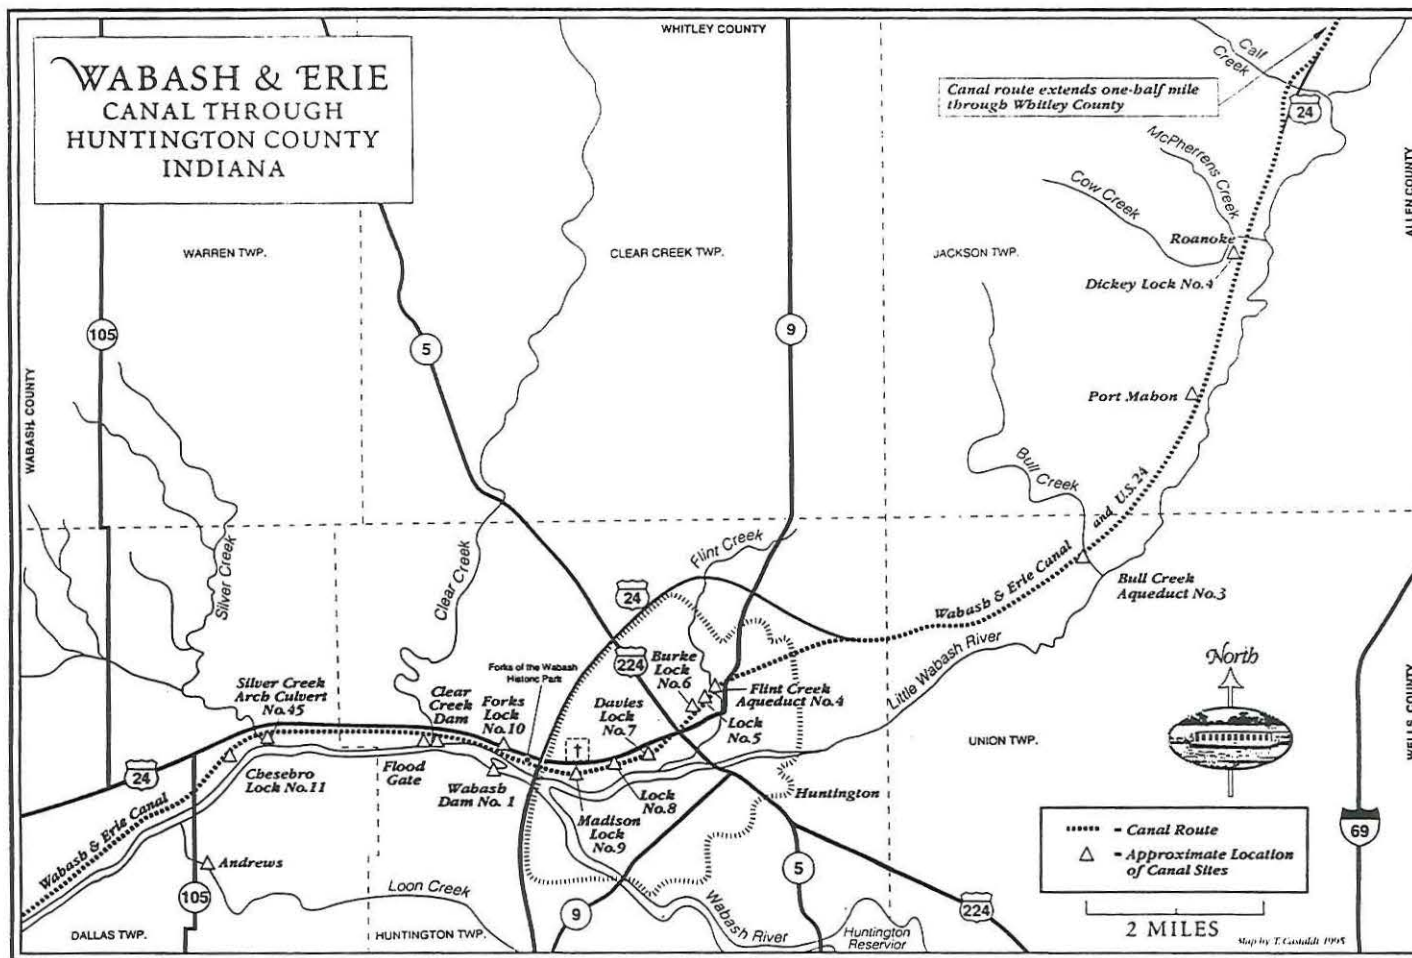 WABASH & ERIE
CANAL THROUGH
HUNTINGTON COUNTY
INDIANA
WHITLEY COUNTY
Calf
Creek
Canal route extends one-half mile
through Whitley County
24
McPherrens Creek
Cow Creek
ALLEN COUNTY
Roanoke
WARREN TWP.
CLEAR CREEK TWP.
JACKSON TWP.
Dickey Lock No.4
105
5
9
WABASH COUNTY
Port Mahon
Bull Creek
Wabash & Erie Canal and U.S. 24
Silver Creek
Clear Creek
Flint Creek
Bull Creek
Aqueduct No.3
24
224
Forks of the Wabash
Historic Park
Burke
Lock
No.6
Little Wabash River
North
Silver Creek
Arch Culvert
No.45
Clear
Creek
Dam
Forks
Lock
No.10
Davies
Lock
No.7
Flint Creek
Aqueduct No.4
Lock
No.5
UNION TWP.
WELLS COUNTY
24
Chesebro
Lock No.11
Flood
Gate
Wabash
Dam No. 1
Madison
Lock
No.9
Lock
No.8
Huntington
Wabash & Erie Canal
Andrews
- Canal Route
- Approximate Location
of Canal Sites
69
105
Loon Creek
9
5
Wabash River
224
DALLAS TWP.
HUNTINGTON TWP.
Huntington
Reservior
2 MILES
Map by T. Castaldi 1995